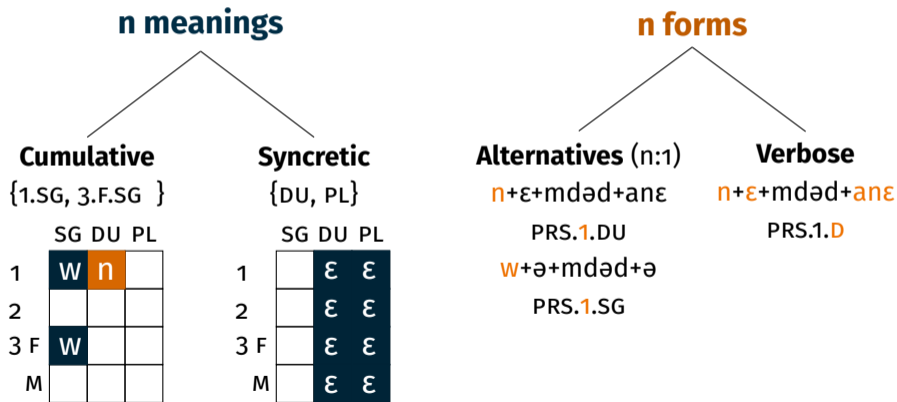 n meanings
n forms
Cumulative
{1.SG, 3.F.SG }
SG DU PL
1 w n
2
3 F w
M
Syncretic
{DU, PL}
SG DU PL
1 ɛ ɛ
2 ɛ ɛ
3 F ɛ ɛ
M ɛ ɛ
Alternatives (n:1)
n+ɛ+mdəd+anɛ
PRS.1.DU
w+ə+mdəd+ə
PRS.1.SG
Verbose
n+ɛ+mdəd+anɛ
PRS.1.D